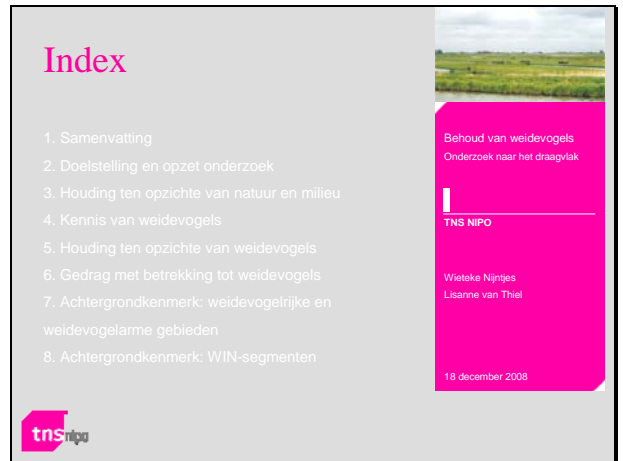 Index
1. Samenvatting
2. Doelstelling en opzet onderzoek
3. Houding ten opzichte van natuur en milieu
4. Kennis van weidevogels
5. Houding ten opzichte van weidevogels
6. Gedrag met betrekking tot weidevogels
7. Achtergrondkenmerk: weidevogelrijke en
weidevogelarme gebieden
8. Achtergrondkenmerk: WIN-segmenten
Behoud van weidevogels
Onderzoek naar het draagvlak
TNS NIPO
Wieteke Nijntjes
Lisanne van Thiel
18 december 2008
tns nipo